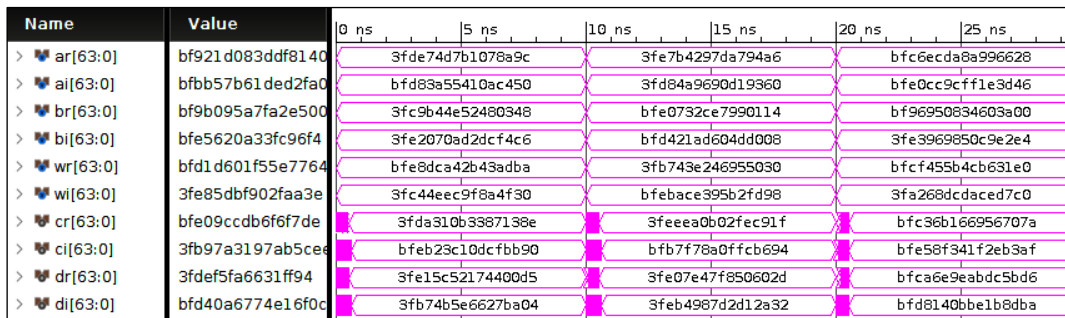 Name Value 0 ns 5 ns 10 ns 15 ns 20 ns 25 ns
ar[63:0] bf921d083ddf8140 3fde74d7b1078a9c 3fe7b4297da794a6 bfc6ecda8a996628
ai[63:0] bfbb57b61ded2fa0 bfd83a55410ac450 3fd84a9690d19360 bfe0cc9cff1e3d46
br[63:0] bf9b095a7fa2e500 3fc9b44e52480348 bfe0732ce7990114 bf96950834603a00
bi[63:0] bfe5620a33fc96f4 3fe2070ad2dcf4c6 bfd421ad604dd008 3fe3969850c9e2e4
wr[63:0] bfd1d601f55e7764 bfe8dca42b43adba 3fb743e246955030 bfcf455b4cb631e0
wi[63:0] 3fe85dbf902faa3e 3fc44eec9f8a4f30 bfebace395b2fd98 3fa268dcdaced7c0
cr[63:0] bfe09ccdb6f6f7de 3fda310b3387138e 3feeea0b02fec91f bfc36b166956707a
ci[63:0] 3fb97a3197ab5cee bfeb23c10dcfbb90 bfb7f78a0ffcb694 bfe58f341f2eb3af
dr[63:0] 3fdef5fa6631ff94 3fe15c52174400d5 3fe07e47f850602d bfca6e9eabdc5bd6
di[63:0] bfd40a6774e16f0c 3fb74b5e6627ba04 3feb4987d2d12a32 bfd8140bbe1b8dba